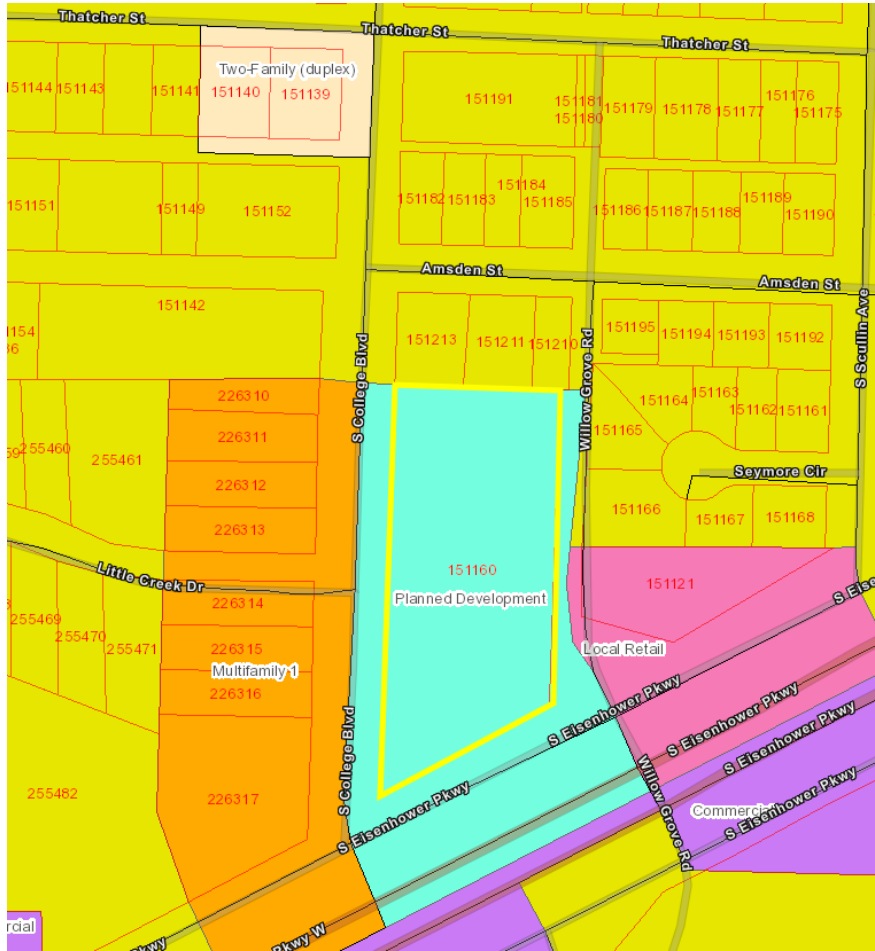 Thatcher St
Thatcher St
Thatcher St
Two-Family (duplex)
151144
151143
151141
151140
151139
151191
151181
151180
151179
151178
151177
151176
151175
151151
151149
151152
151182
151183
151184
151185
151186
151187
151188
151189
151190
Amsden St
Amsden St
151142
S Scullin Ave
151213
151211
151210
151195
151194
151193
151192
S College Blvd
Willow Grove Rd
226310
226311
226312
226313
255460
255461
151164
151163
151162
151161
151165
Seymore Cir
151166
151167
151168
Little Creek Dr
151160
Planned Development
151121
S Eisen
226314
226315
226316
Multifamily 1
255469
255470
255471
Local Retail
S Eisenhower Pkwy
S Eisenhower Pkwy
S Eisenhower Pkwy
S College Blvd
Willow Grove Rd
255482
226317
S Eisenhower Pkwy
Commercial
S Eisenhower Pkwy
rcial
Pkwy
Pkwy W